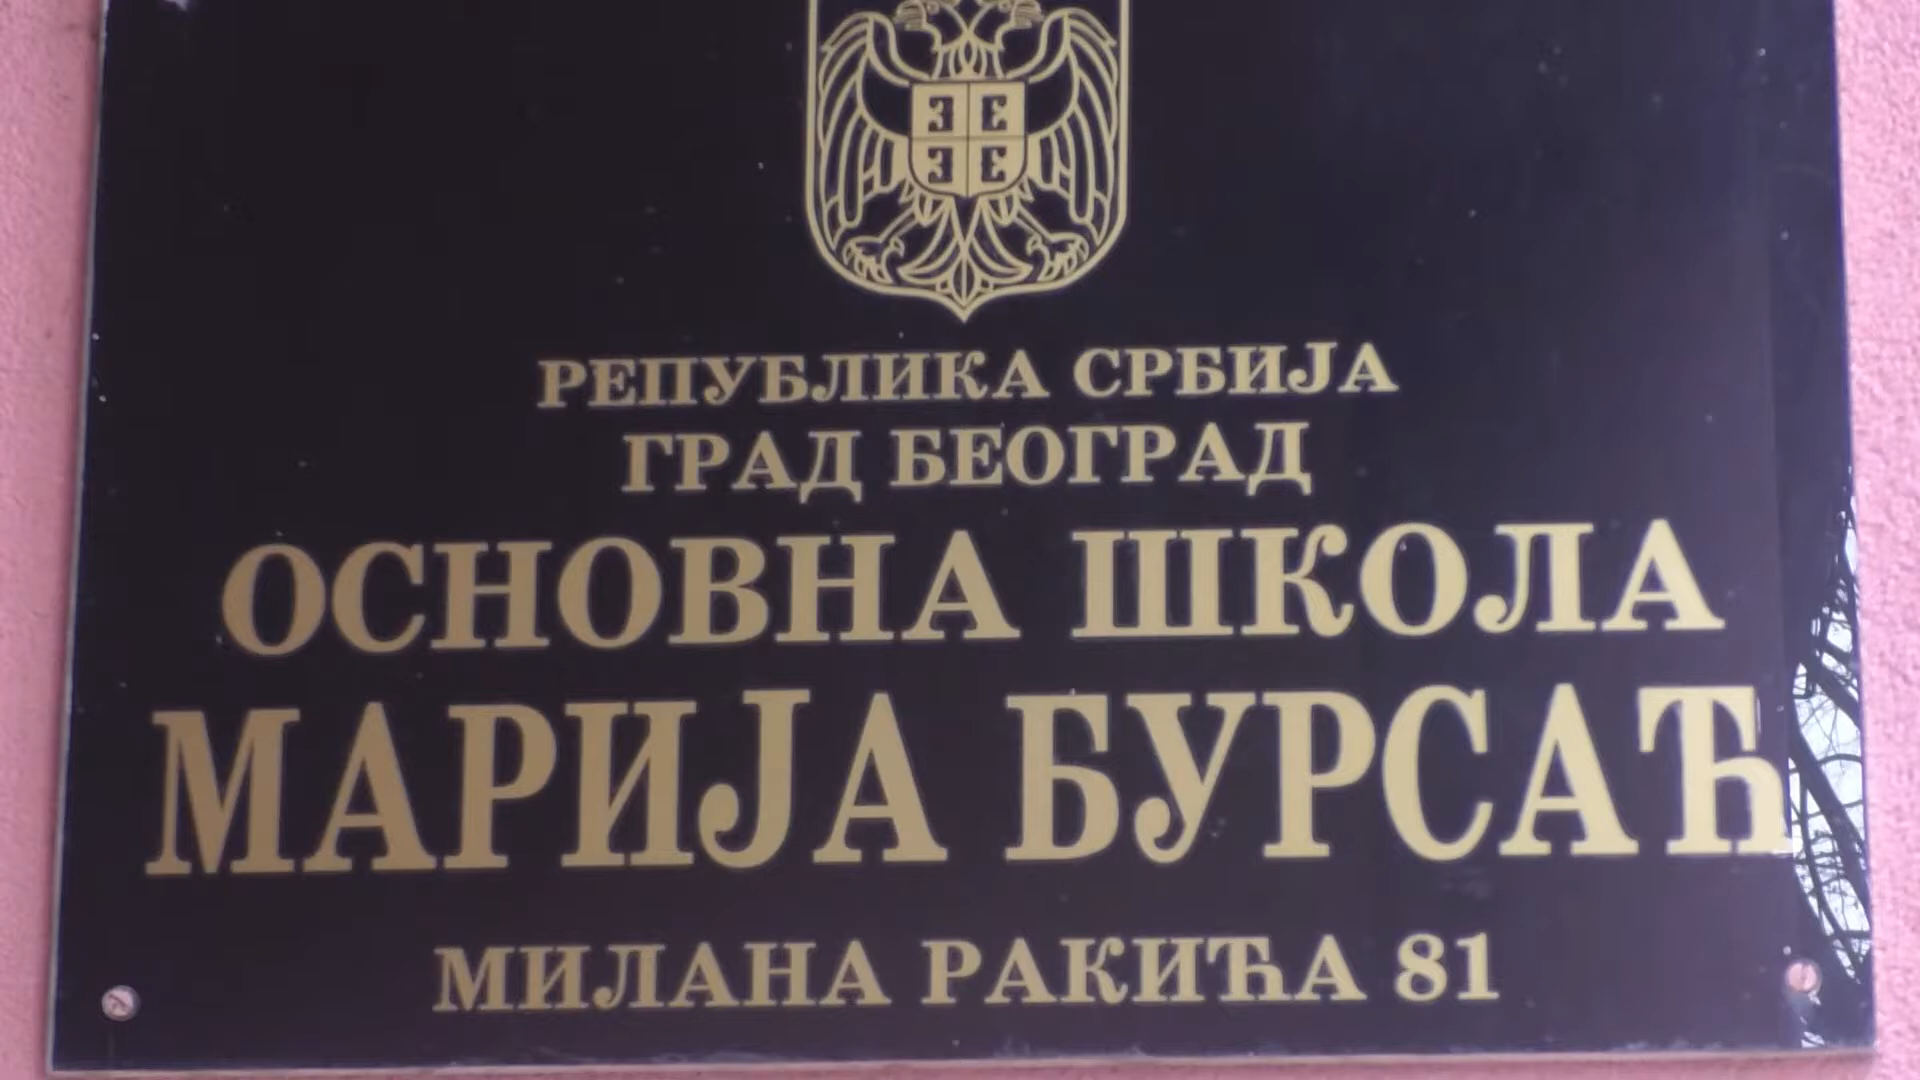 РЕПУБЛИКА СРБИЈА
ГРАД БЕОГРАД
ОСНОВНА ШКОЛА
МАРИЈА БУРСАЋ
МИЛАНА РАКИЋА 81